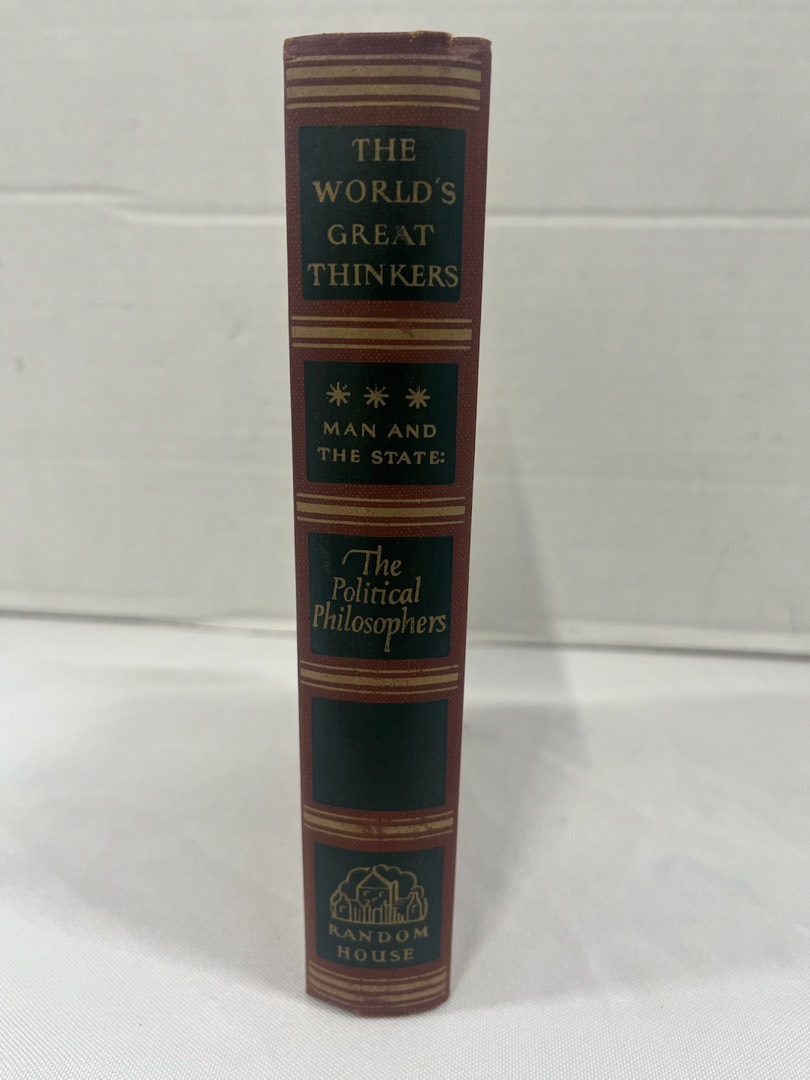 THE
WORLD'S
GREAT
THINKERS
* * *
MAN AND
THE STATE:
The
Political
Philosophers
RANDOM
HOUSE